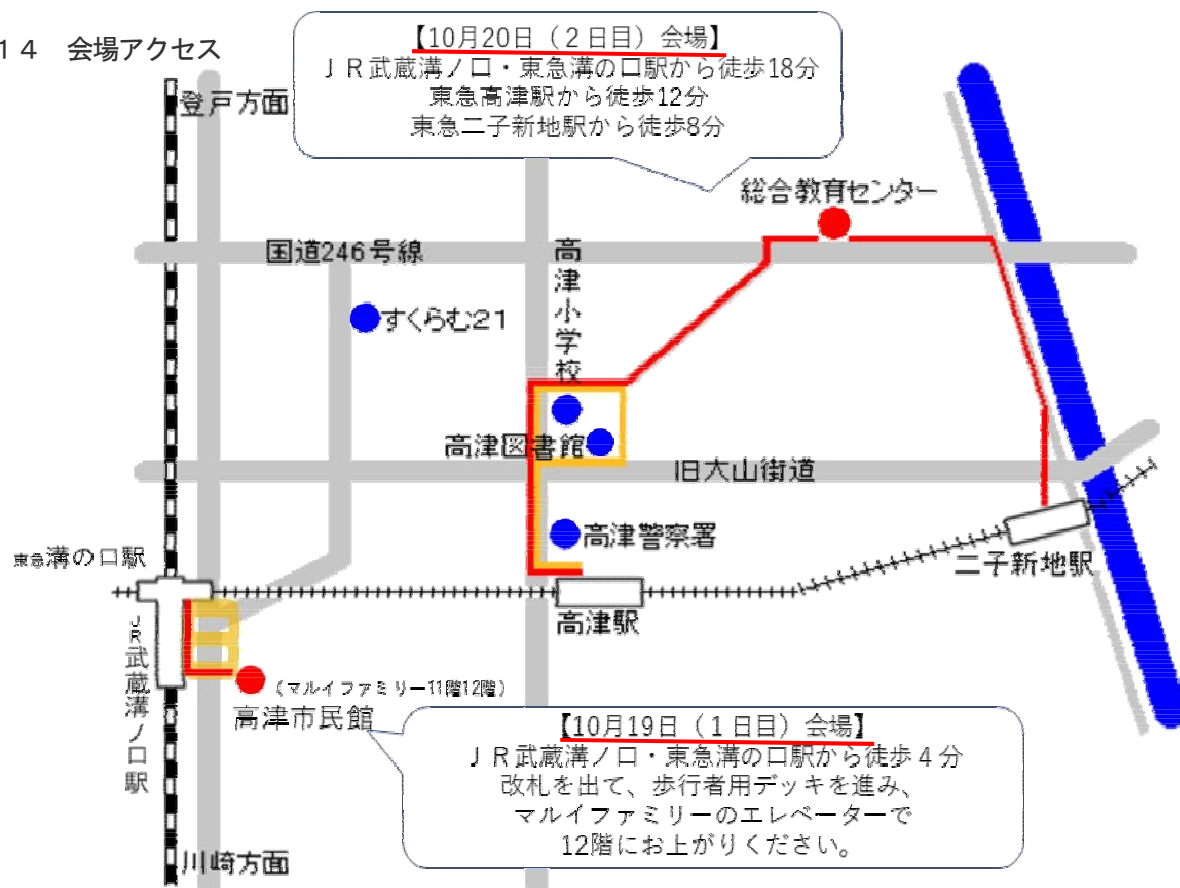 14 会場アクセス
【10月20日（2日目）会場】
ＪＲ武蔵溝ノ口・東急溝の口駅から徒歩18分
東急高津駅から徒歩12分
東急二子新地駅から徒歩8分
登戸方面
総合教育センター
国道246号線
高津小学校
すくらむ21
高津図書館
旧大山街道
高津警察署
東急溝の口駅
二子新地駅
高津駅
ＪＲ武蔵溝ノ口駅
（マルイファミリー11階12階）
高津市民館
【10月19日（1日目）会場】
ＪＲ武蔵溝ノ口・東急溝の口駅から徒歩4分
改札を出て、歩行者用デッキを進み、
マルイファミリーのエレベーターで
12階にお上がりください。
川崎方面